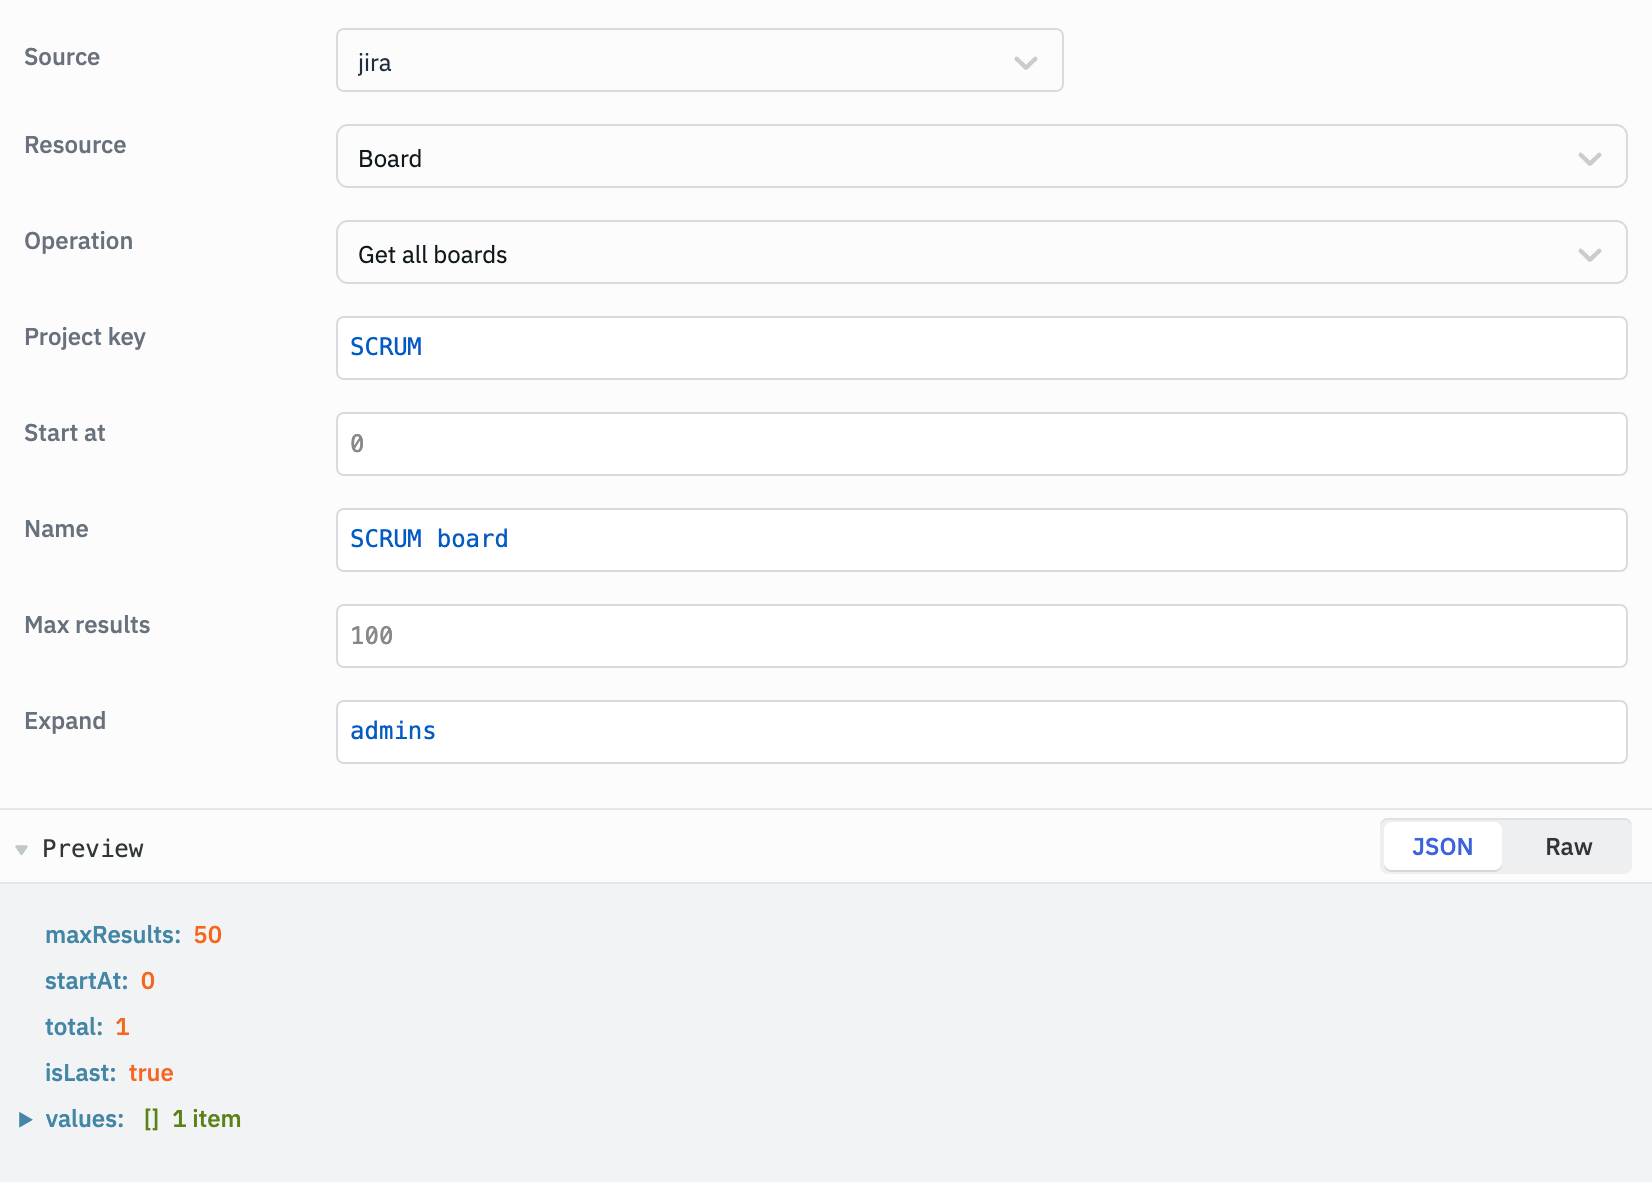 Source
jira
Resource
Board
Operation
Get all boards
Project key
SCRUM
Start at
0
Name
SCRUM board
Max results
100
Expand
admins
Preview
JSON
Raw
maxResults: 50
startAt: 0
total: 1
isLast: true
values: [] 1 item